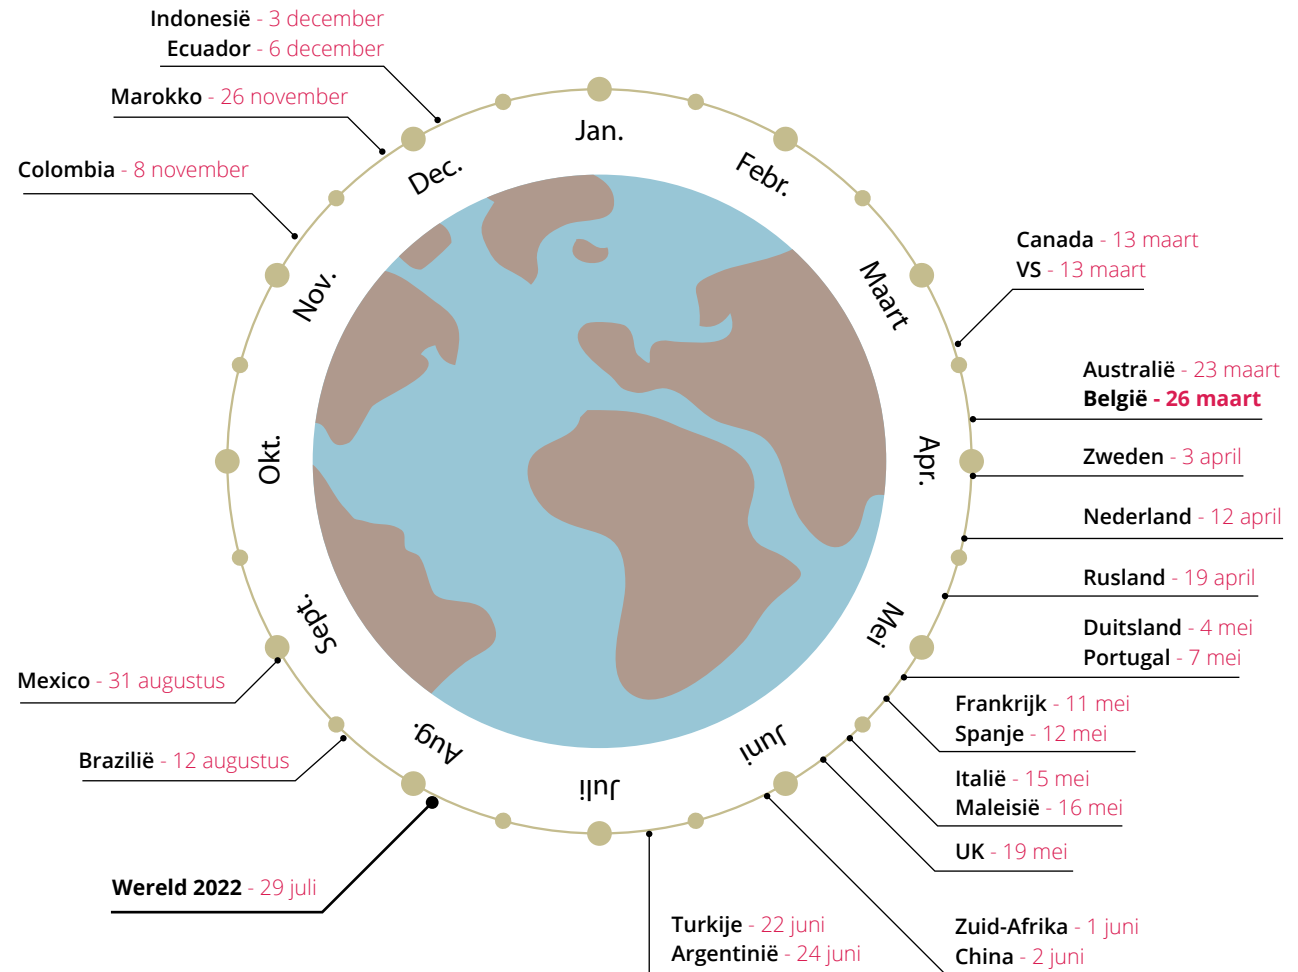 Indonesië - 3 december
Ecuador - 6 december
Marokko - 26 november
Colombia - 8 november
Jan.
Febr.
Maart
Apr.
Mei
Juni
Juli
Aug.
Sept.
Okt.
Nov.
Dec.
Canada - 13 maart
VS - 13 maart
Australië - 23 maart
België - 26 maart
Zweden - 3 april
Nederland - 12 april
Rusland - 19 april
Duitsland - 4 mei
Portugal - 7 mei
Frankrijk - 11 mei
Spanje - 12 mei
Italië - 15 mei
Maleisië - 16 mei
UK - 19 mei
Zuid-Afrika - 1 juni
China - 2 juni
Turkije - 22 juni
Argentinië - 24 juni
Wereld 2022 - 29 juli
Brazilië - 12 augustus
Mexico - 31 augustus